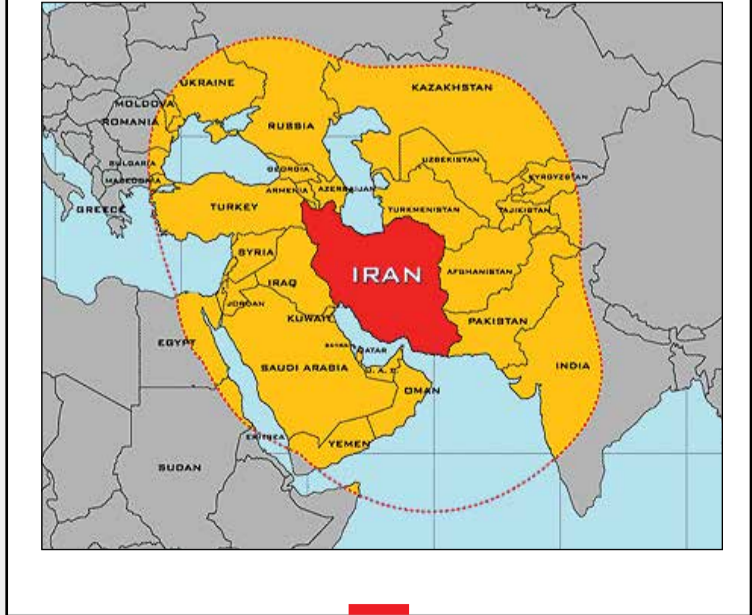 UKRAINE
KAZAKHSTAN
MOLDOVA
ROMANIA
RUSSIA
BULGARIA
GEORGIA
UZBEKISTAN
KYRGYZSTAN
MACEDONIA
ARMENIA
AZERBAIJAN
GREECE
TURKEY
TURKMENISTAN
TAJIKISTAN
SYRIA
IRAN
AFGHANISTAN
IRAQ
JORDAN
KUWAIT
PAKISTAN
EGYPT
QATAR
SAUDI ARABIA
U. A. E.
INDIA
OMAN
ERITREA
YEMEN
SUDAN